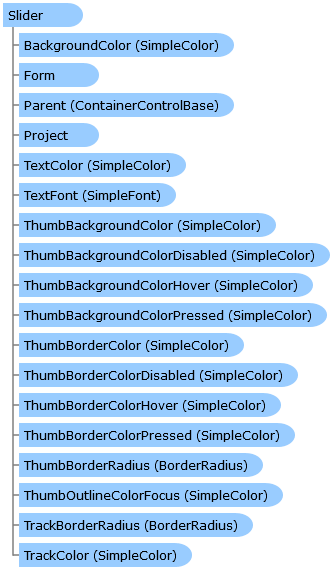 Slider
BackgroundColor (SimpleColor)
Form
Parent (ContainerControlBase)
Project
TextColor (SimpleColor)
TextFont (SimpleFont)
ThumbBackgroundColor (SimpleColor)
ThumbBackgroundColorDisabled (SimpleColor)
ThumbBackgroundColorHover (SimpleColor)
ThumbBackgroundColorPressed (SimpleColor)
ThumbBorderColor (SimpleColor)
ThumbBorderColorDisabled (SimpleColor)
ThumbBorderColorHover (SimpleColor)
ThumbBorderColorPressed (SimpleColor)
ThumbBorderRadius (BorderRadius)
ThumbOutlineColorFocus (SimpleColor)
TrackBorderRadius (BorderRadius)
TrackColor (SimpleColor)